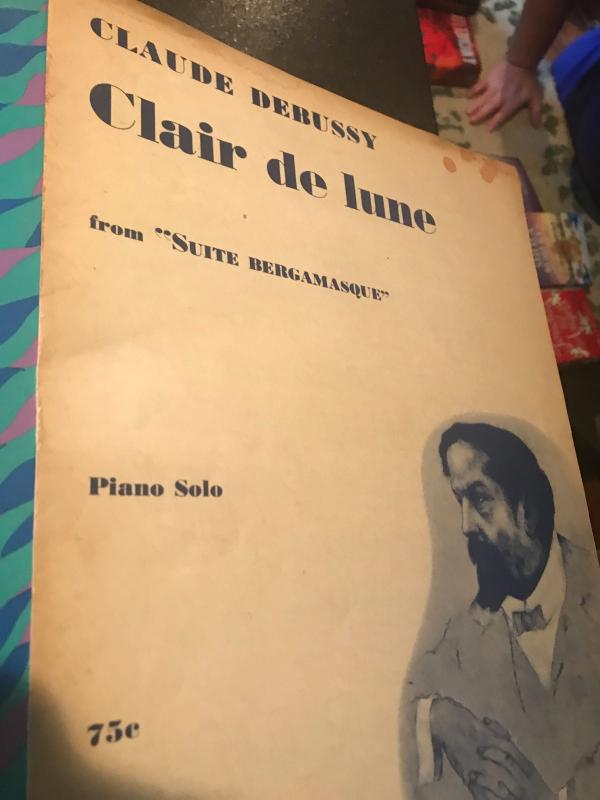 CLAUDE DEBUSSY
Clair de lune
from "SUITE BERGAMASQUE"
Piano Solo
75c